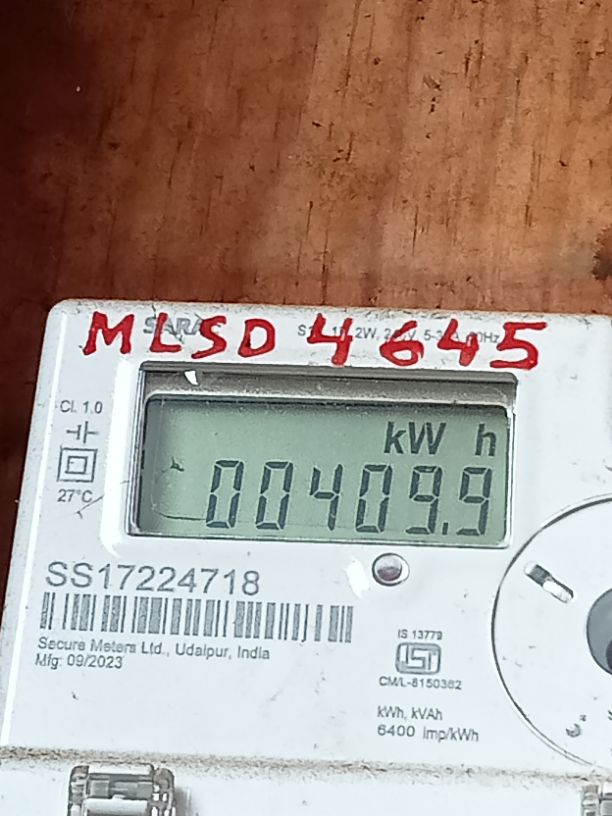 MLSD 4645
Cl. 1.0
27°C
kW h
00409.9
SS17224718
Secure Meters Ltd., Udaipur, India
Mfg: 09/2023
IS 13779
CM/L-8150362
kWh, kVAh
6400 imp/kWh